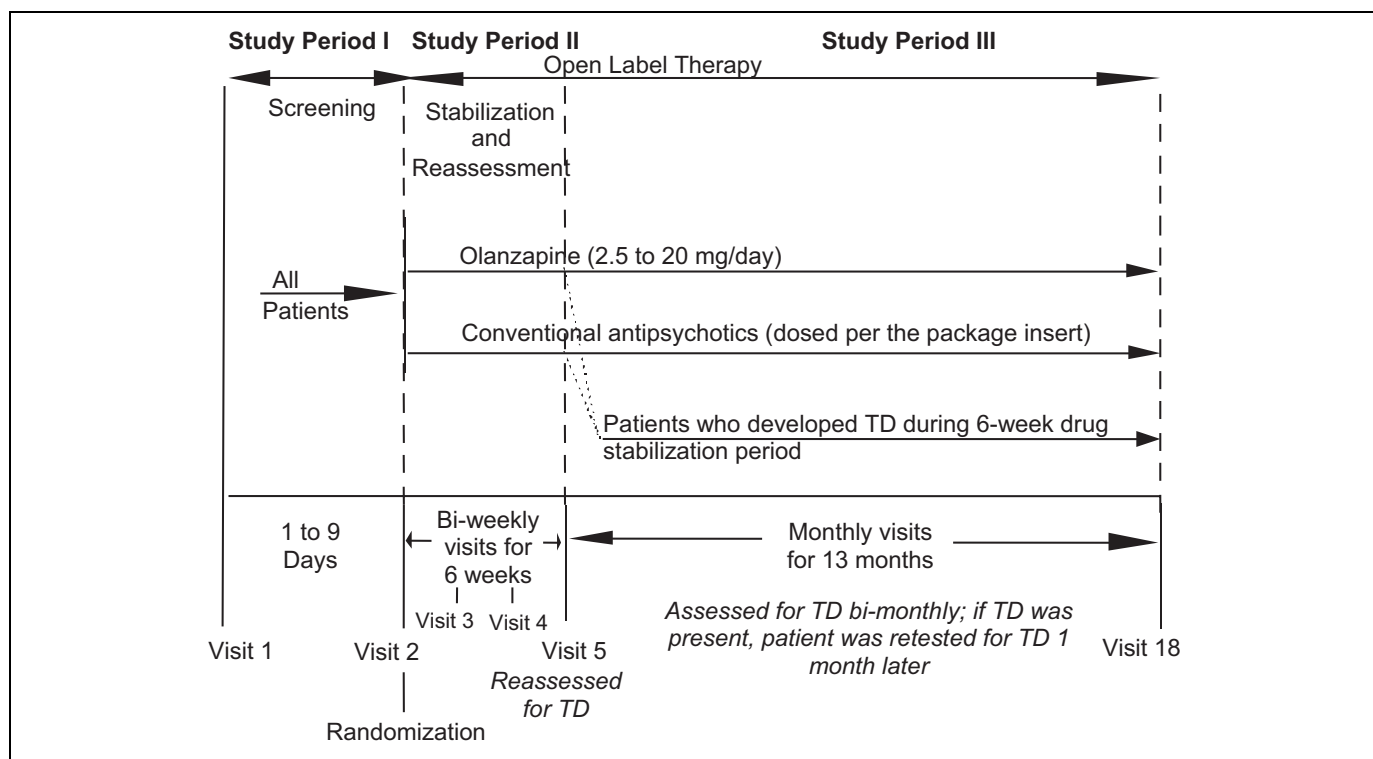 Study Period I
Study Period II
Study Period III
Open Label Therapy
Screening
Stabilization
and
Reassessment
Olanzapine (2.5 to 20 mg/day)
All
Patients
Conventional antipsychotics (dosed per the package insert)
Patients who developed TD during 6-week drug
stabilization period
1 to 9
Days
Bi-weekly
visits for
6 weeks
Monthly visits
for 13 months
Visit 3
Visit 4
Assessed for TD bi-monthly; if TD was
present, patient was retested for TD 1
month later
Visit 1
Visit 2
Visit 5
Visit 18
Reassessed
for TD
Randomization